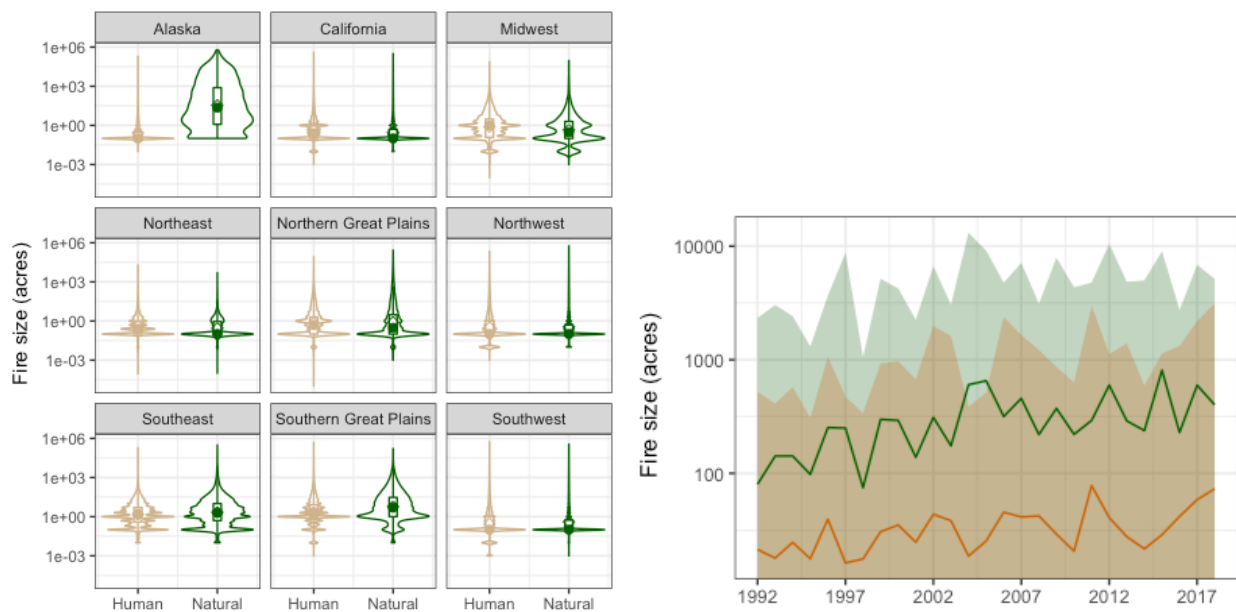 Alaska California Midwest
1e+06
1e+03
1e+00
1e-03
Northeast Northern Great Plains Northwest
1e+06
1e+03
1e+00
1e-03
Southeast Southern Great Plains Southwest
1e+06
1e+03
1e+00
1e-03
Human Natural Human Natural Human Natural
Fire size (acres)
10000
1000
100
Fire size (acres)
1992 1997 2002 2007 2012 2017